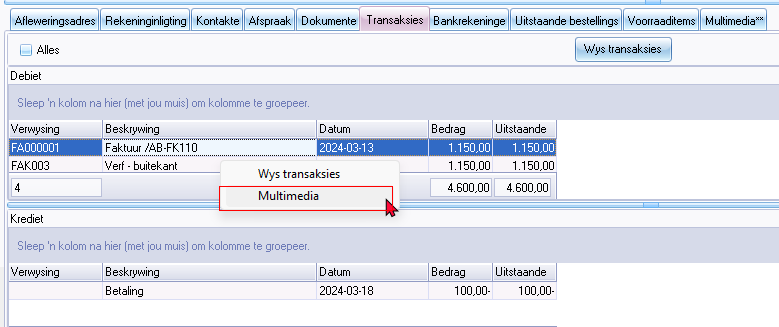 Afleweringsadres Rekeninginligting Kontakte Afspraak Dokumente Transaksies Bankrekeninge Uitstaande bestellings Voorraaditems Multimedia**
Alles Wys transaksies
Debiet
Sleep 'n kolom na hier (met jou muis) om kolomme te groepeer.
Verwysing Beskrywing Datum Bedrag Uitstaande
FA000001 Faktuur /AB-FK110 2024-03-13 1.150,00 1.150,00
FAK003 Verf - buitekant 1.150,00 1.150,00
Wys transaksies
4 4.600,00 4.600,00
Multimedia
Krediet
Sleep 'n kolom na hier (met jou muis) om kolomme te groepeer.
Verwysing Beskrywing Datum Bedrag Uitstaande
Betaling 2024-03-18 100,00- 100,00-